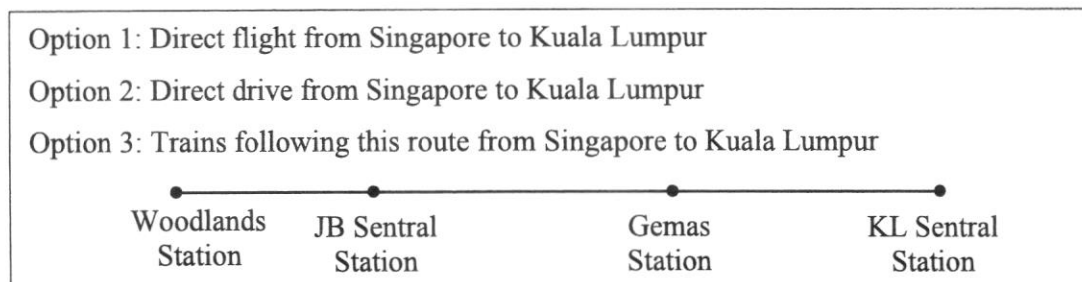 Option 1: Direct flight from Singapore to Kuala Lumpur
Option 2: Direct drive from Singapore to Kuala Lumpur
Option 3: Trains following this route from Singapore to Kuala Lumpur
Woodlands Station
JB Sentral Station
Gemas Station
KL Sentral Station